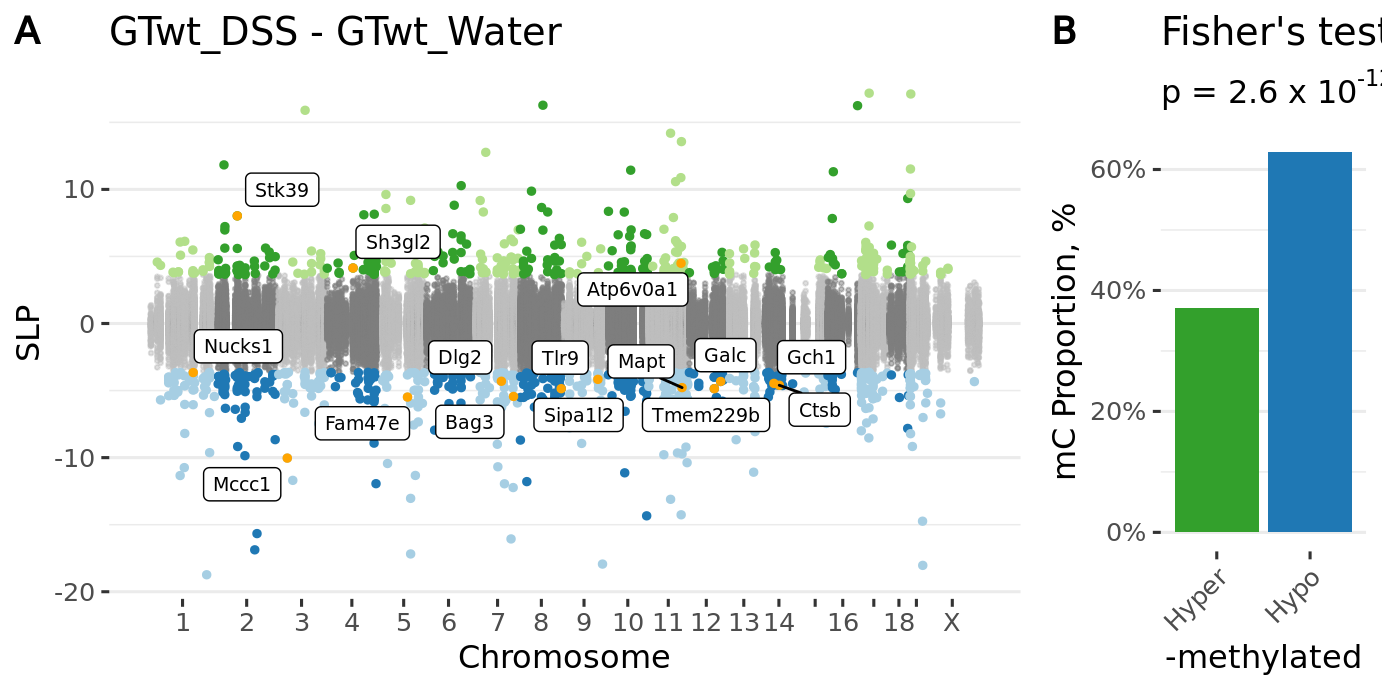 A
GTwt_DSS - GTwt_Water
SLP
10
0
-10
-20
Stk39
Sh3gl2
Atp6v0a1
Nucks1
Dlg2
Tlr9
Mapt
Galc
Gch1
Fam47e
Bag3
Sipa1l2
Tmem229b
Ctsb
Mccc1
1 2 3 4 5 6 7 8 9 10 11 12 13 14 16 18 X
Chromosome
B
Fisher's test
p = 2.6 x 10
mC Proportion, %
60%
40%
20%
0%
Hyper
Hypo
-methylated